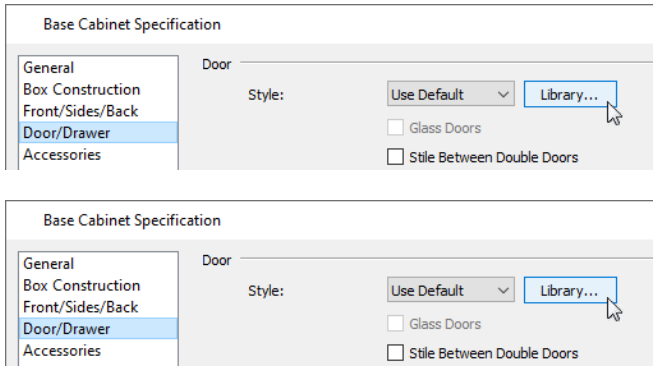 Base Cabinet Specification
General
Box Construction
Front/Sides/Back
Door/Drawer
Accessories
Door
Style: Use Default Library...
Glass Doors
Stile Between Double Doors
Base Cabinet Specification
General
Box Construction
Front/Sides/Back
Door/Drawer
Accessories
Door
Style: Use Default Library...
Glass Doors
Stile Between Double Doors